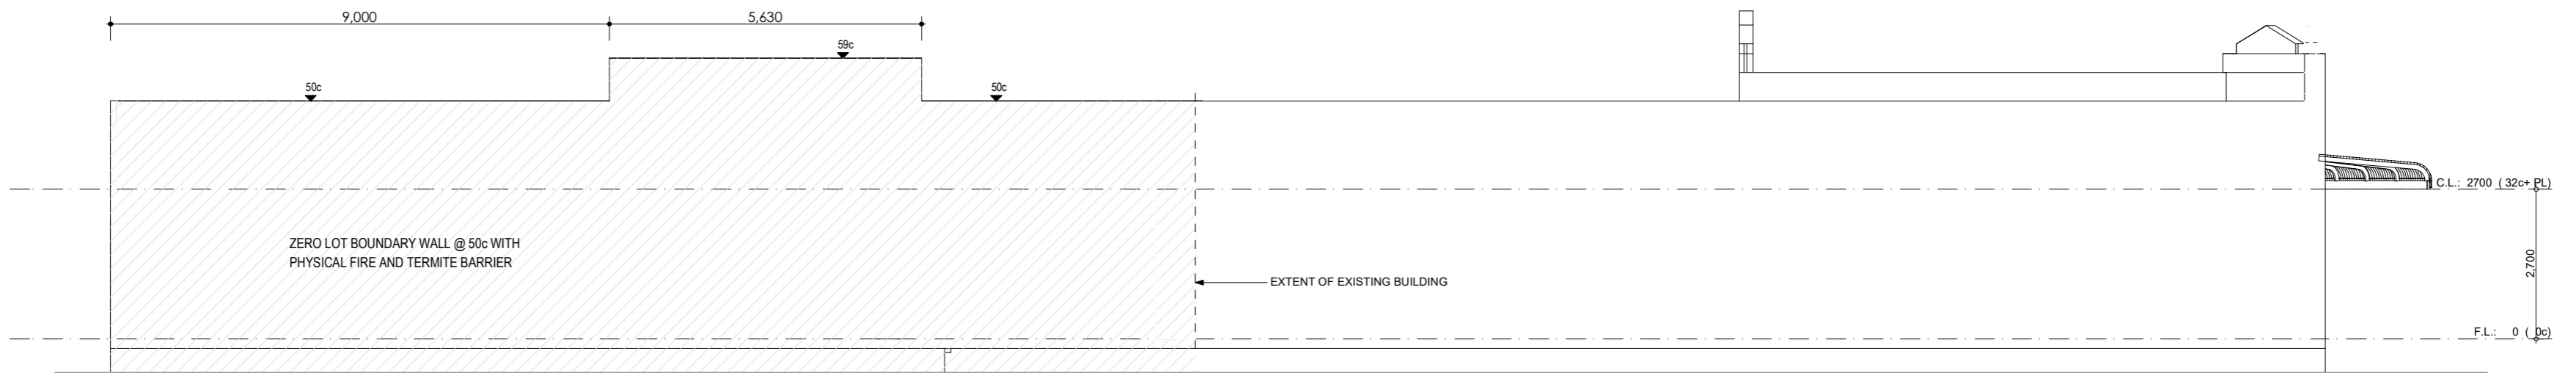 9,000
5,630
59c
50c
50c
C.L.: 2700 ( 32c+ PL)
ZERO LOT BOUNDARY WALL @ 50c WITH
PHYSICAL FIRE AND TERMITE BARRIER
2,700
EXTENT OF EXISTING BUILDING
F.L.: 0 ( 0c)